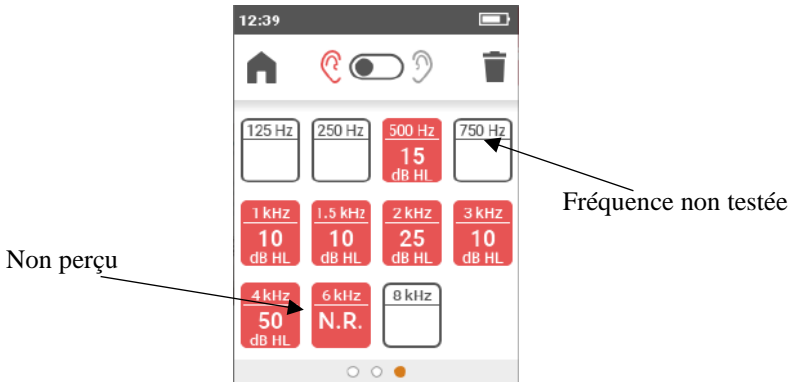 12:39
125 Hz 250 Hz 500 Hz 750 Hz
15
dB HL
Fréquence non testée
1 kHz 1.5 kHz 2 kHz 3 kHz
10 10 25 10
dB HL dB HL dB HL dB HL
Non perçu
4 kHz 6 kHz 8 kHz
50 N.R.
dB HL